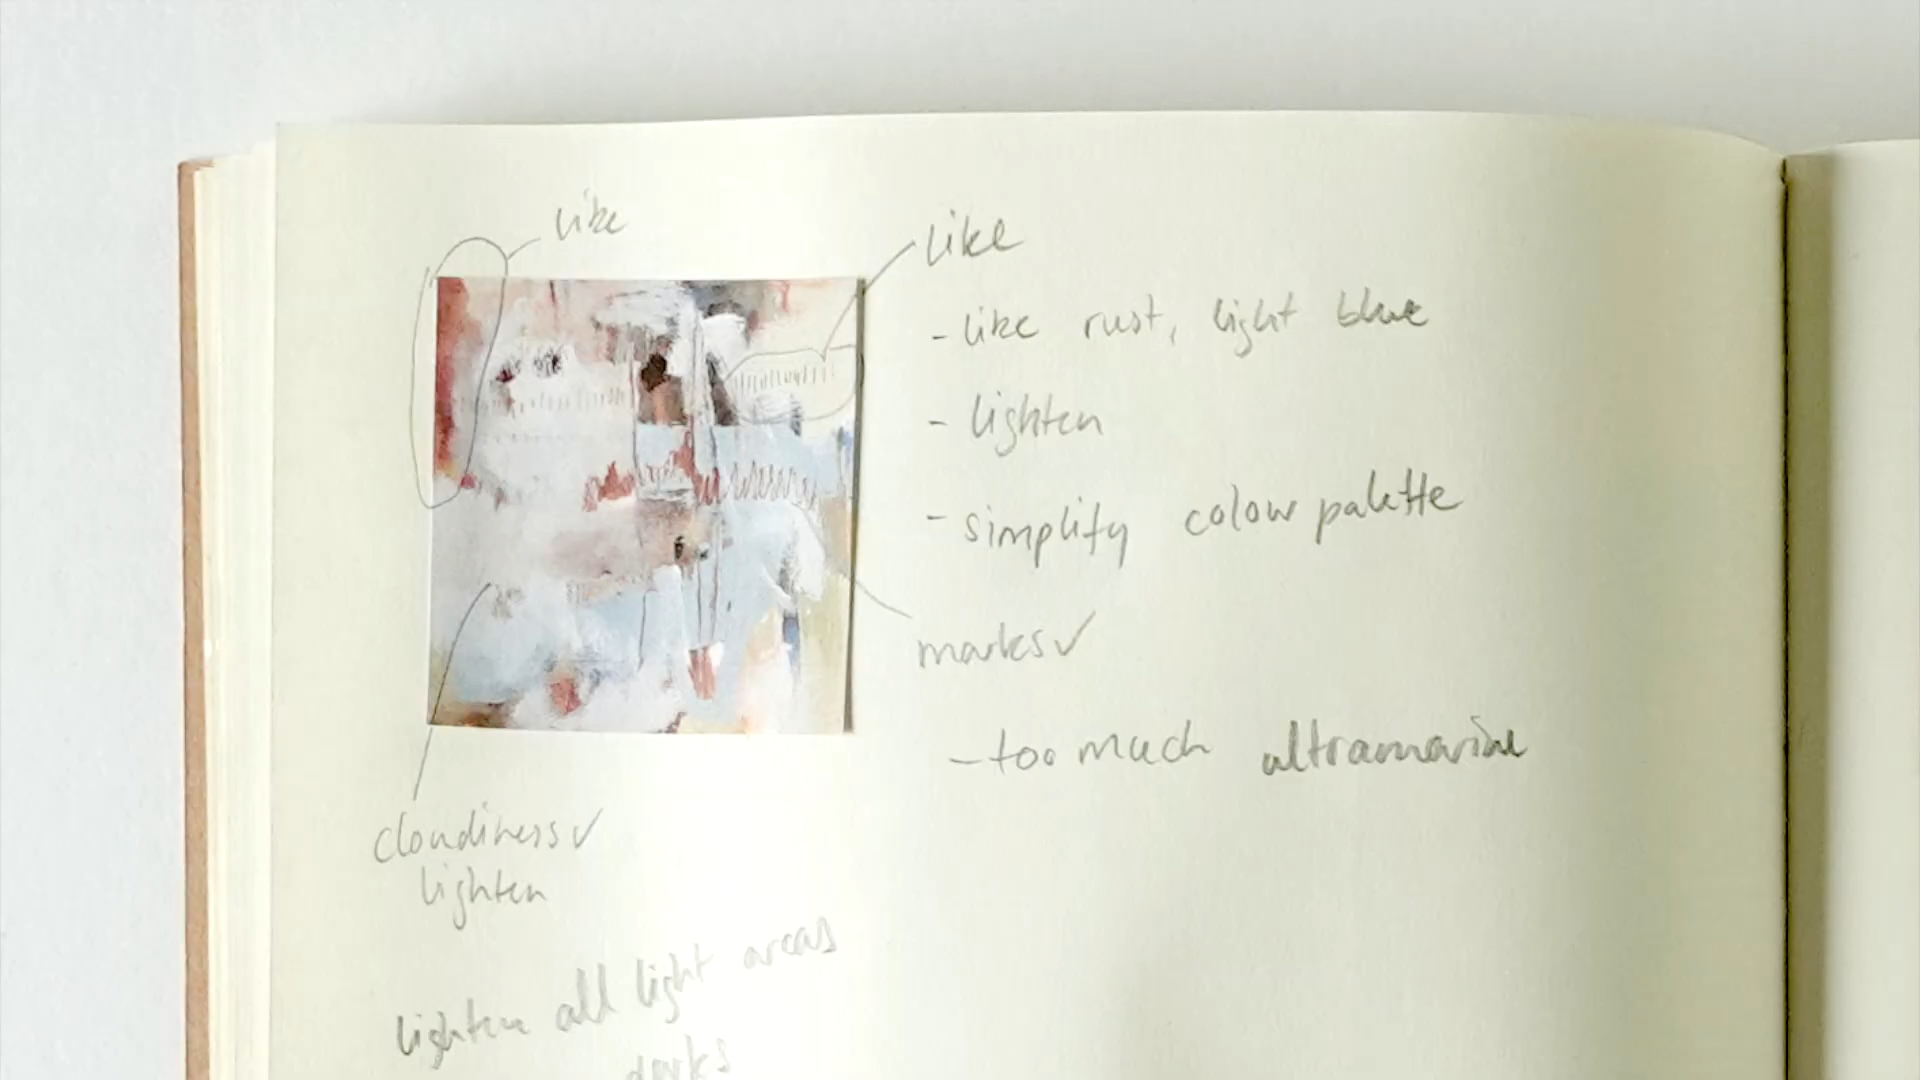 like
like
- like rust, light blue
- lighten
- simplify colour palette
marks✓
- too much ultramarine
cloudiness✓
lighten
lighten all light areas
darks